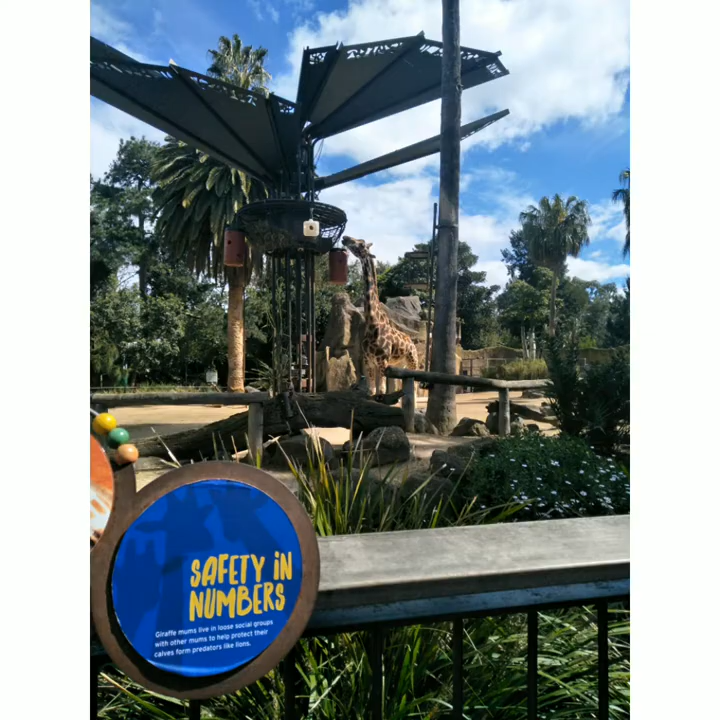 SAFETY iN
NUMBERS
Giraffe mums live in loose social groups
with other mums to help protect their
calves form predators like lions.